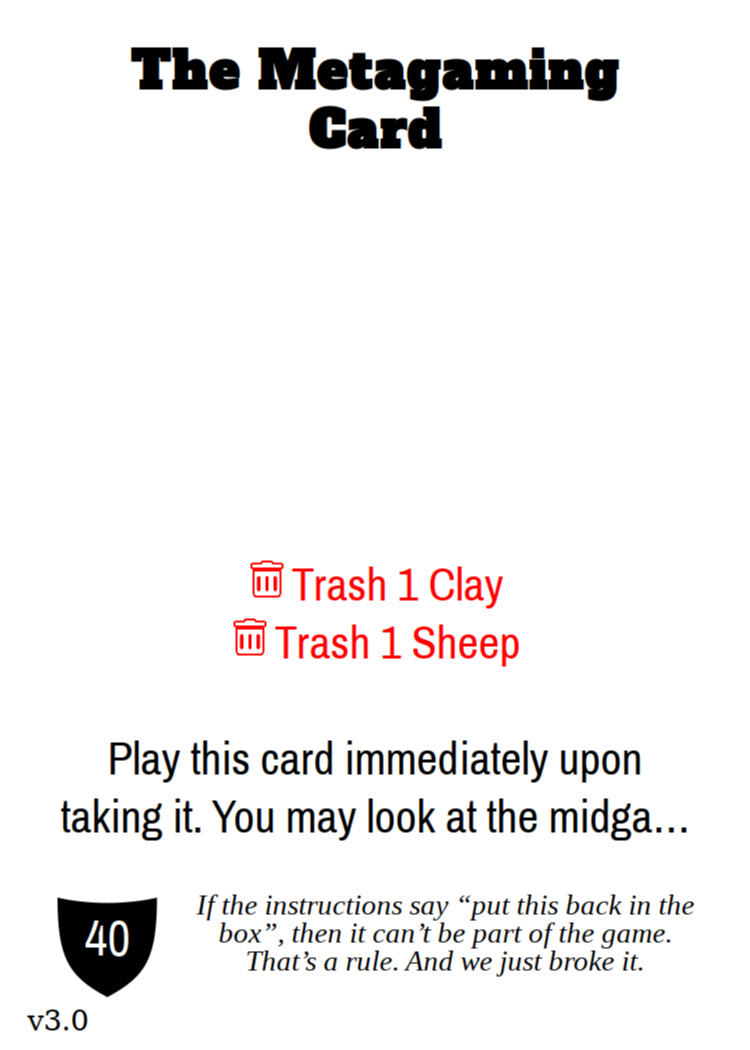 The Metagaming
Card
Trash 1 Clay
Trash 1 Sheep
Play this card immediately upon
taking it. You may look at the midga…
If the instructions say “put this back in the
box”, then it can’t be part of the game.
That’s a rule. And we just broke it.
40
v3.0